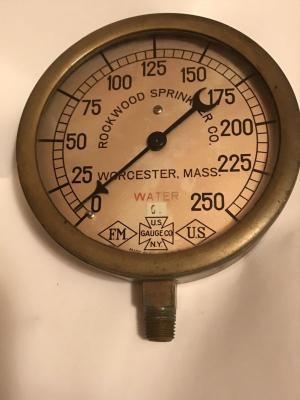 0 25 50 75 100 125 150 175 200 225 250
ROCKWOOD SPRINKLER CO.
WORCESTER, MASS.
WATER
U.S.
GAUGE CO
N.Y.
FM
U.S.